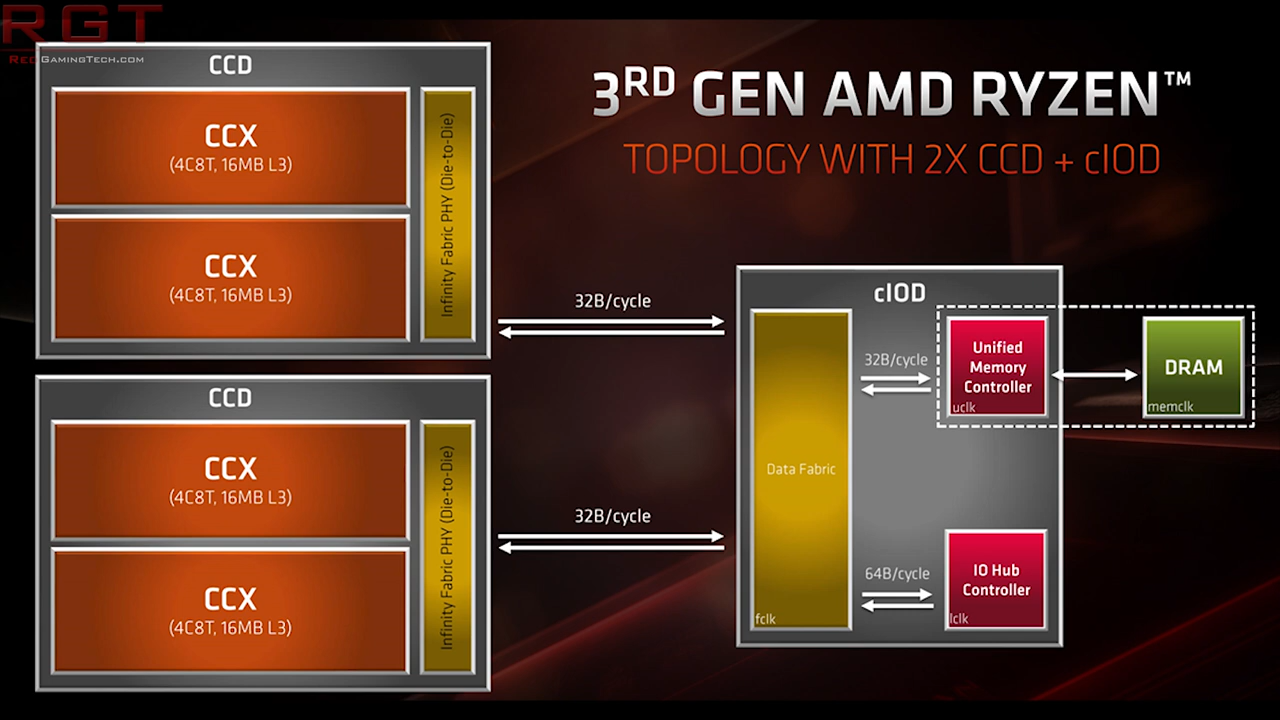 RGT
REDGAMINGTECH.COM
3RD GEN AMD RYZEN™
TOPOLOGY WITH 2X CCD + cIOD
CCD
CCX
(4C8T, 16MB L3)
CCX
(4C8T, 16MB L3)
Infinity Fabric PHY (Die-to-Die)
32B/cycle
CCD
CCX
(4C8T, 16MB L3)
CCX
(4C8T, 16MB L3)
Infinity Fabric PHY (Die-to-Die)
32B/cycle
cIOD
Data Fabric
fclk
32B/cycle
Unified
Memory
Controller
uclk
DRAM
memclk
64B/cycle
IO Hub
Controller
lclk